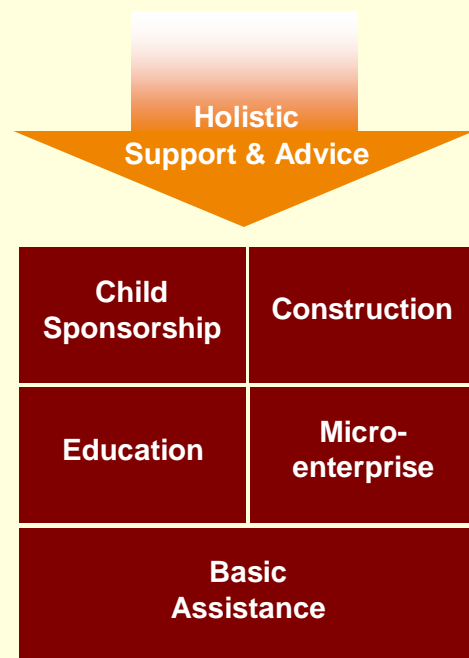 Holistic
Support & Advice
Child
Sponsorship
Construction
Education
Micro-
enterprise
Basic
Assistance